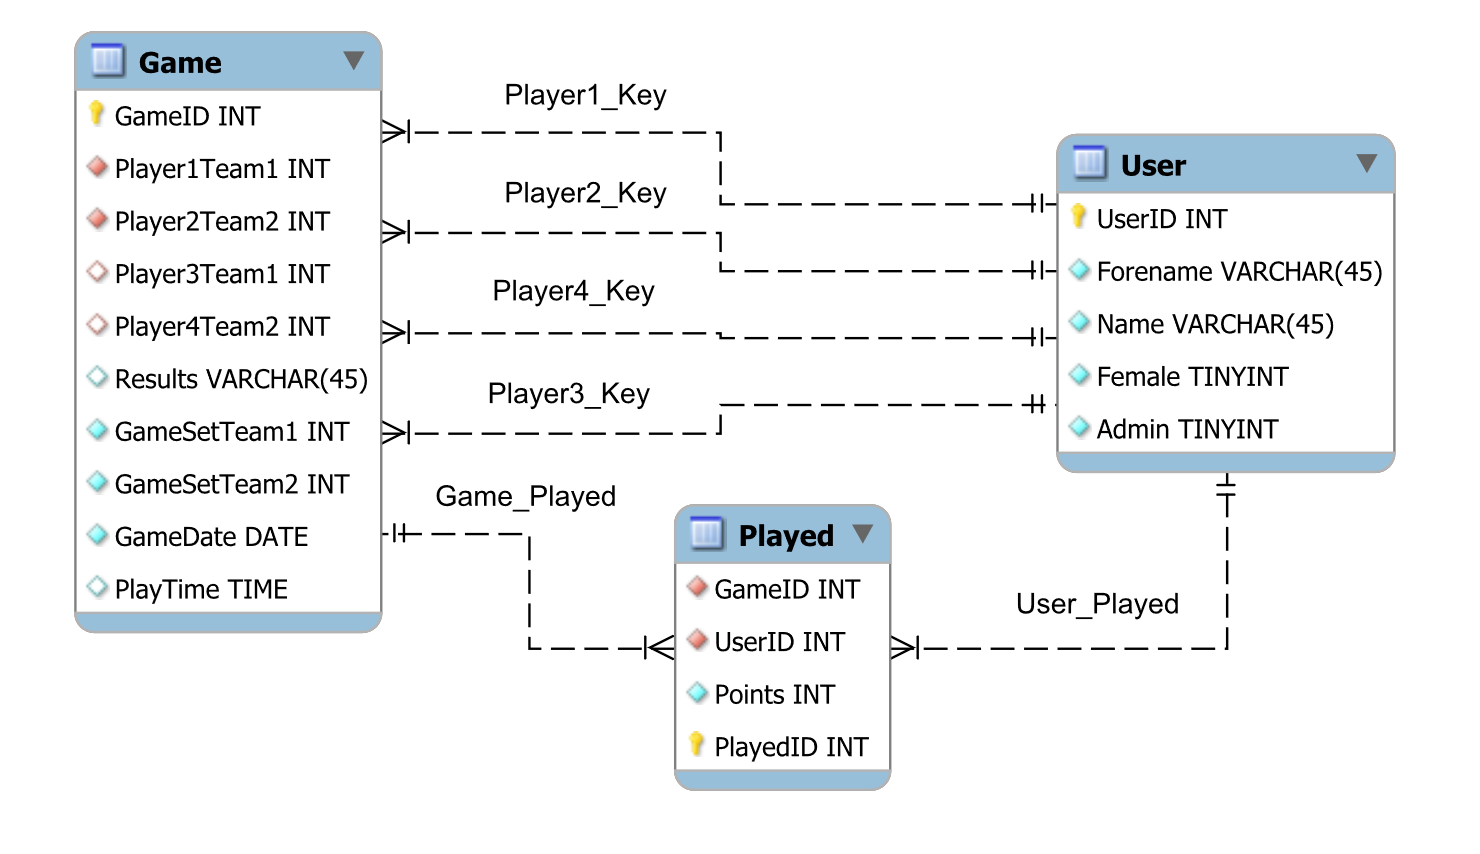 Game
GameID INT
Player1Team1 INT
Player2Team2 INT
Player3Team1 INT
Player4Team2 INT
Results VARCHAR(45)
GameSetTeam1 INT
GameSetTeam2 INT
GameDate DATE
PlayTime TIME
Player1_Key
Player2_Key
Player4_Key
Player3_Key
Game_Played
User
UserID INT
Forename VARCHAR(45)
Name VARCHAR(45)
Female TINYINT
Admin TINYINT
Played
GameID INT
UserID INT
Points INT
PlayedID INT
User_Played